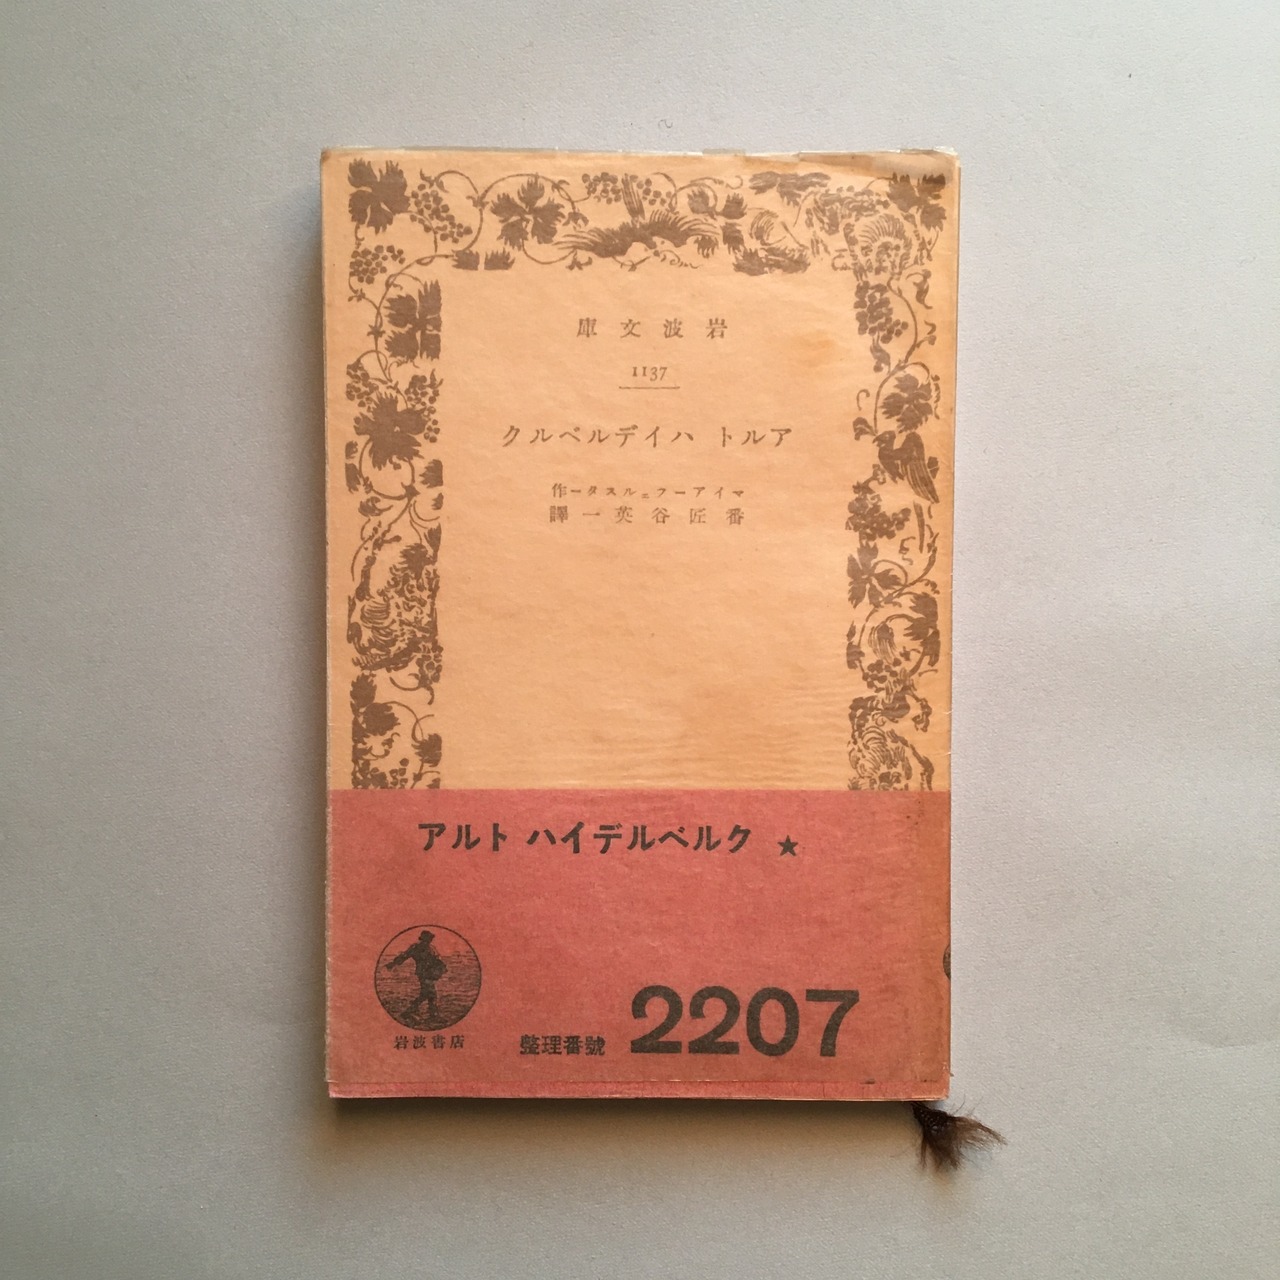 岩波文庫
1137
アルト ハイデルベルク
マイアーフェルスター作
番匠谷英一譯
アルト ハイデルベルク ★
岩波書店
整理番號 2207